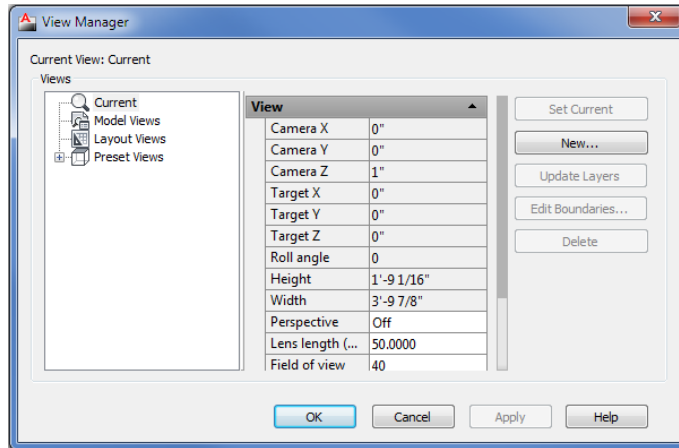 View Manager
Current View: Current
Views
Current
Model Views
Layout Views
Preset Views
View
Camera X 0"
Camera Y 0"
Camera Z 1"
Target X 0"
Target Y 0"
Target Z 0"
Roll angle 0
Height 1'-9 1/16"
Width 3'-9 7/8"
Perspective Off
Lens length (... 50.0000
Field of view 40
Set Current
New...
Update Layers
Edit Boundaries...
Delete
OK Cancel Apply Help